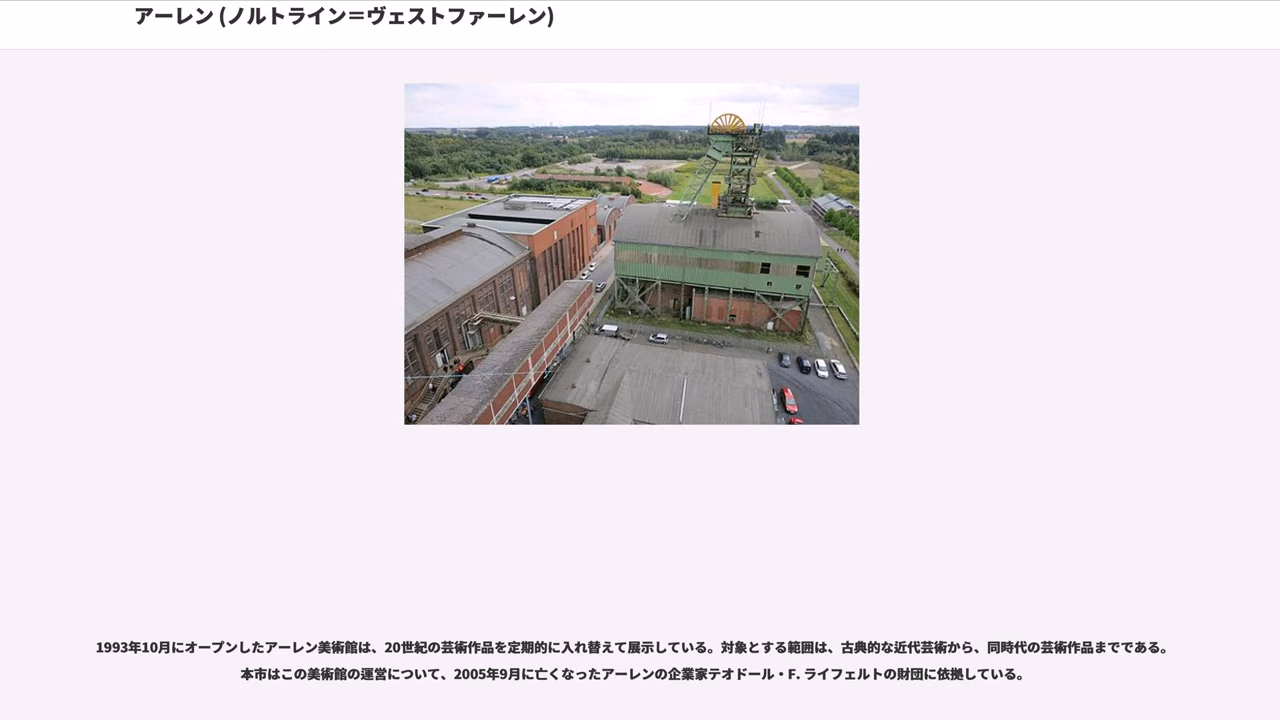 アーレン (ノルトライン＝ヴェストファーレン)
1993年10月にオープンしたアーレン美術館は、20世紀の芸術作品を定期的に入れ替えて展示している。対象とする範囲は、古典的な近代芸術から、同時代の芸術作品までである。
本市はこの美術館の運営について、2005年9月に亡くなったアーレンの企業家テオドール・F. ライフェルトの財団に依拠している。